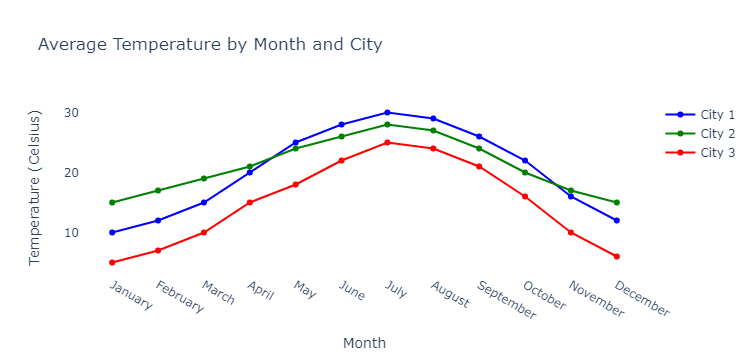 Average Temperature by Month and City
Temperature (Celsius)
30
20
10
January
February
March
April
May
June
July
August
September
October
November
December
Month
City 1
City 2
City 3